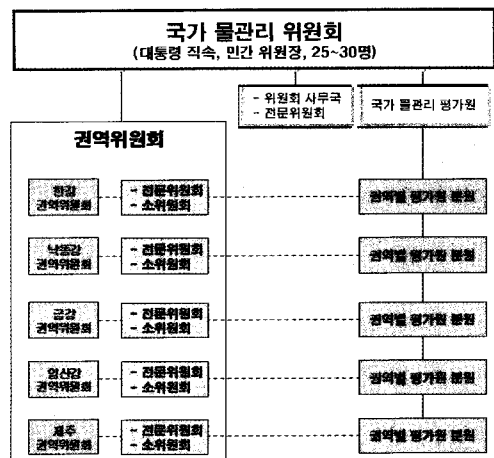 국가 물관리 위원회
(대통령 직속, 민간 위원장, 25~30명)
- 위원회 사무국
- 전문위원회
국가 물관리 평가원
권역위원회
한강
권역위원회
- 전문위원회
- 소위원회
권역별 평가원 분원
낙동강
권역위원회
- 전문위원회
- 소위원회
권역별 평가원 분원
금강
권역위원회
- 전문위원회
- 소위원회
권역별 평가원 분원
영산강
권역위원회
- 전문위원회
- 소위원회
권역별 평가원 분원
제주
권역위원회
- 전문위원회
- 소위원회
권역별 평가원 분원